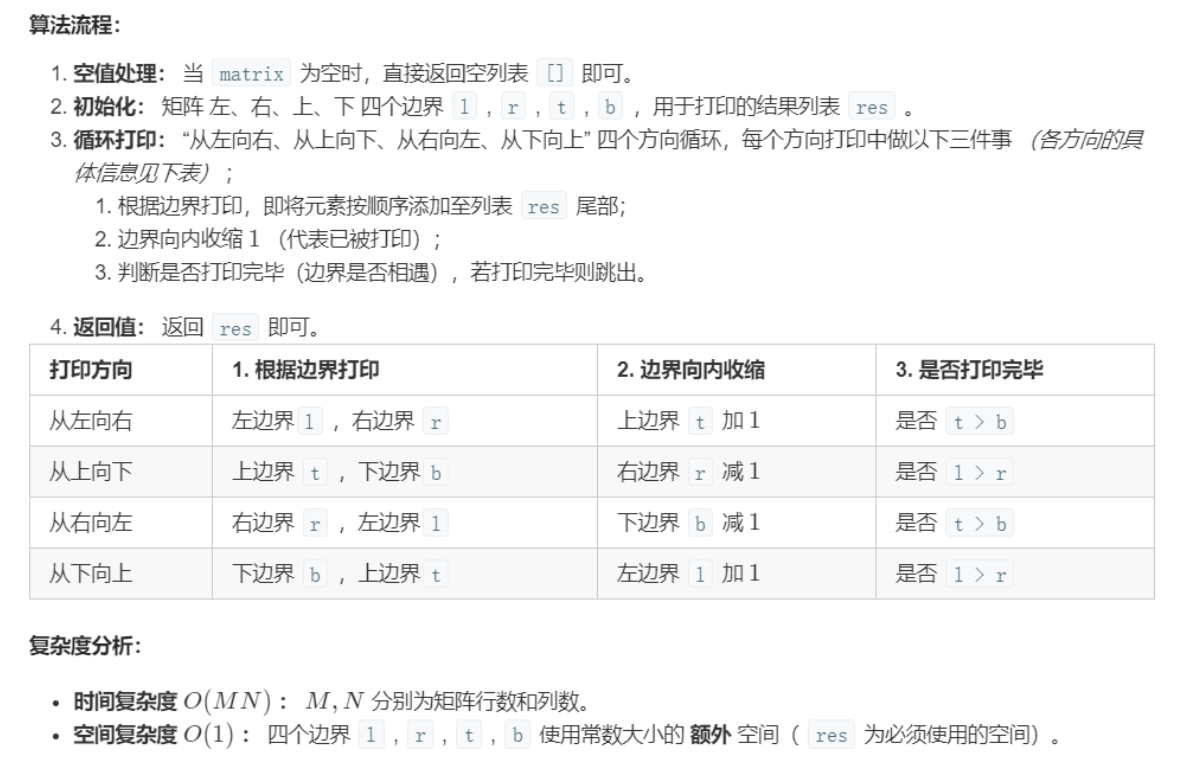 算法流程：
1. 空值处理： 当 matrix 为空时，直接返回空列表 [] 即可。
2. 初始化： 矩阵 左、右、上、下 四个边界 l , r , t , b ，用于打印的结果列表 res 。
3. 循环打印： “从左向右、从上向下、从右向左、从下向上” 四个方向循环，每个方向打印中做以下三件事 （各方向的具
体信息见下表） ；
1. 根据边界打印，即将元素按顺序添加至列表 res 尾部；
2. 边界向内收缩 1 （代表已被打印）；
3. 判断是否打印完毕（边界是否相遇），若打印完毕则跳出。
4. 返回值： 返回 res 即可。
打印方向 1. 根据边界打印 2. 边界向内收缩 3. 是否打印完毕
从左向右 左边界 l ，右边界 r 上边界 t 加 1 是否 t > b
从上向下 上边界 t ，下边界 b 右边界 r 减 1 是否 l > r
从右向左 右边界 r ，左边界 l 下边界 b 减 1 是否 t > b
从下向上 下边界 b ，上边界 t 左边界 l 加 1 是否 l > r
复杂度分析：
• 时间复杂度 O(MN) ： M, N 分别为矩阵行数和列数。
• 空间复杂度 O(1) ： 四个边界 l , r , t , b 使用常数大小的 额外 空间（ res 为必须使用的空间）。